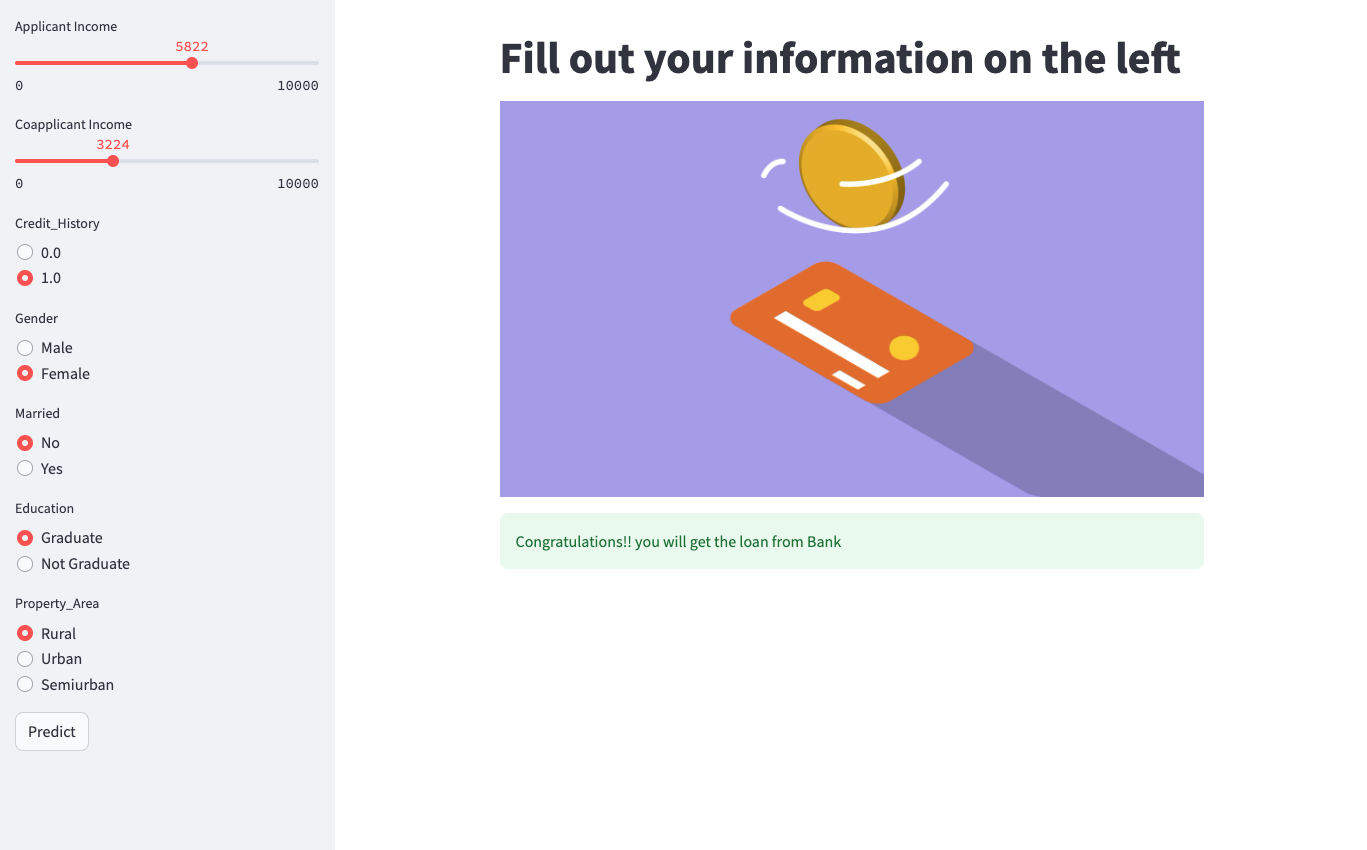 Applicant Income
5822
0 10000
Coapplicant Income
3224
0 10000
Credit_History
0.0
1.0
Gender
Male
Female
Married
No
Yes
Education
Graduate
Not Graduate
Property_Area
Rural
Urban
Semiurban
Predict
Fill out your information on the left
Congratulations!! you will get the loan from Bank